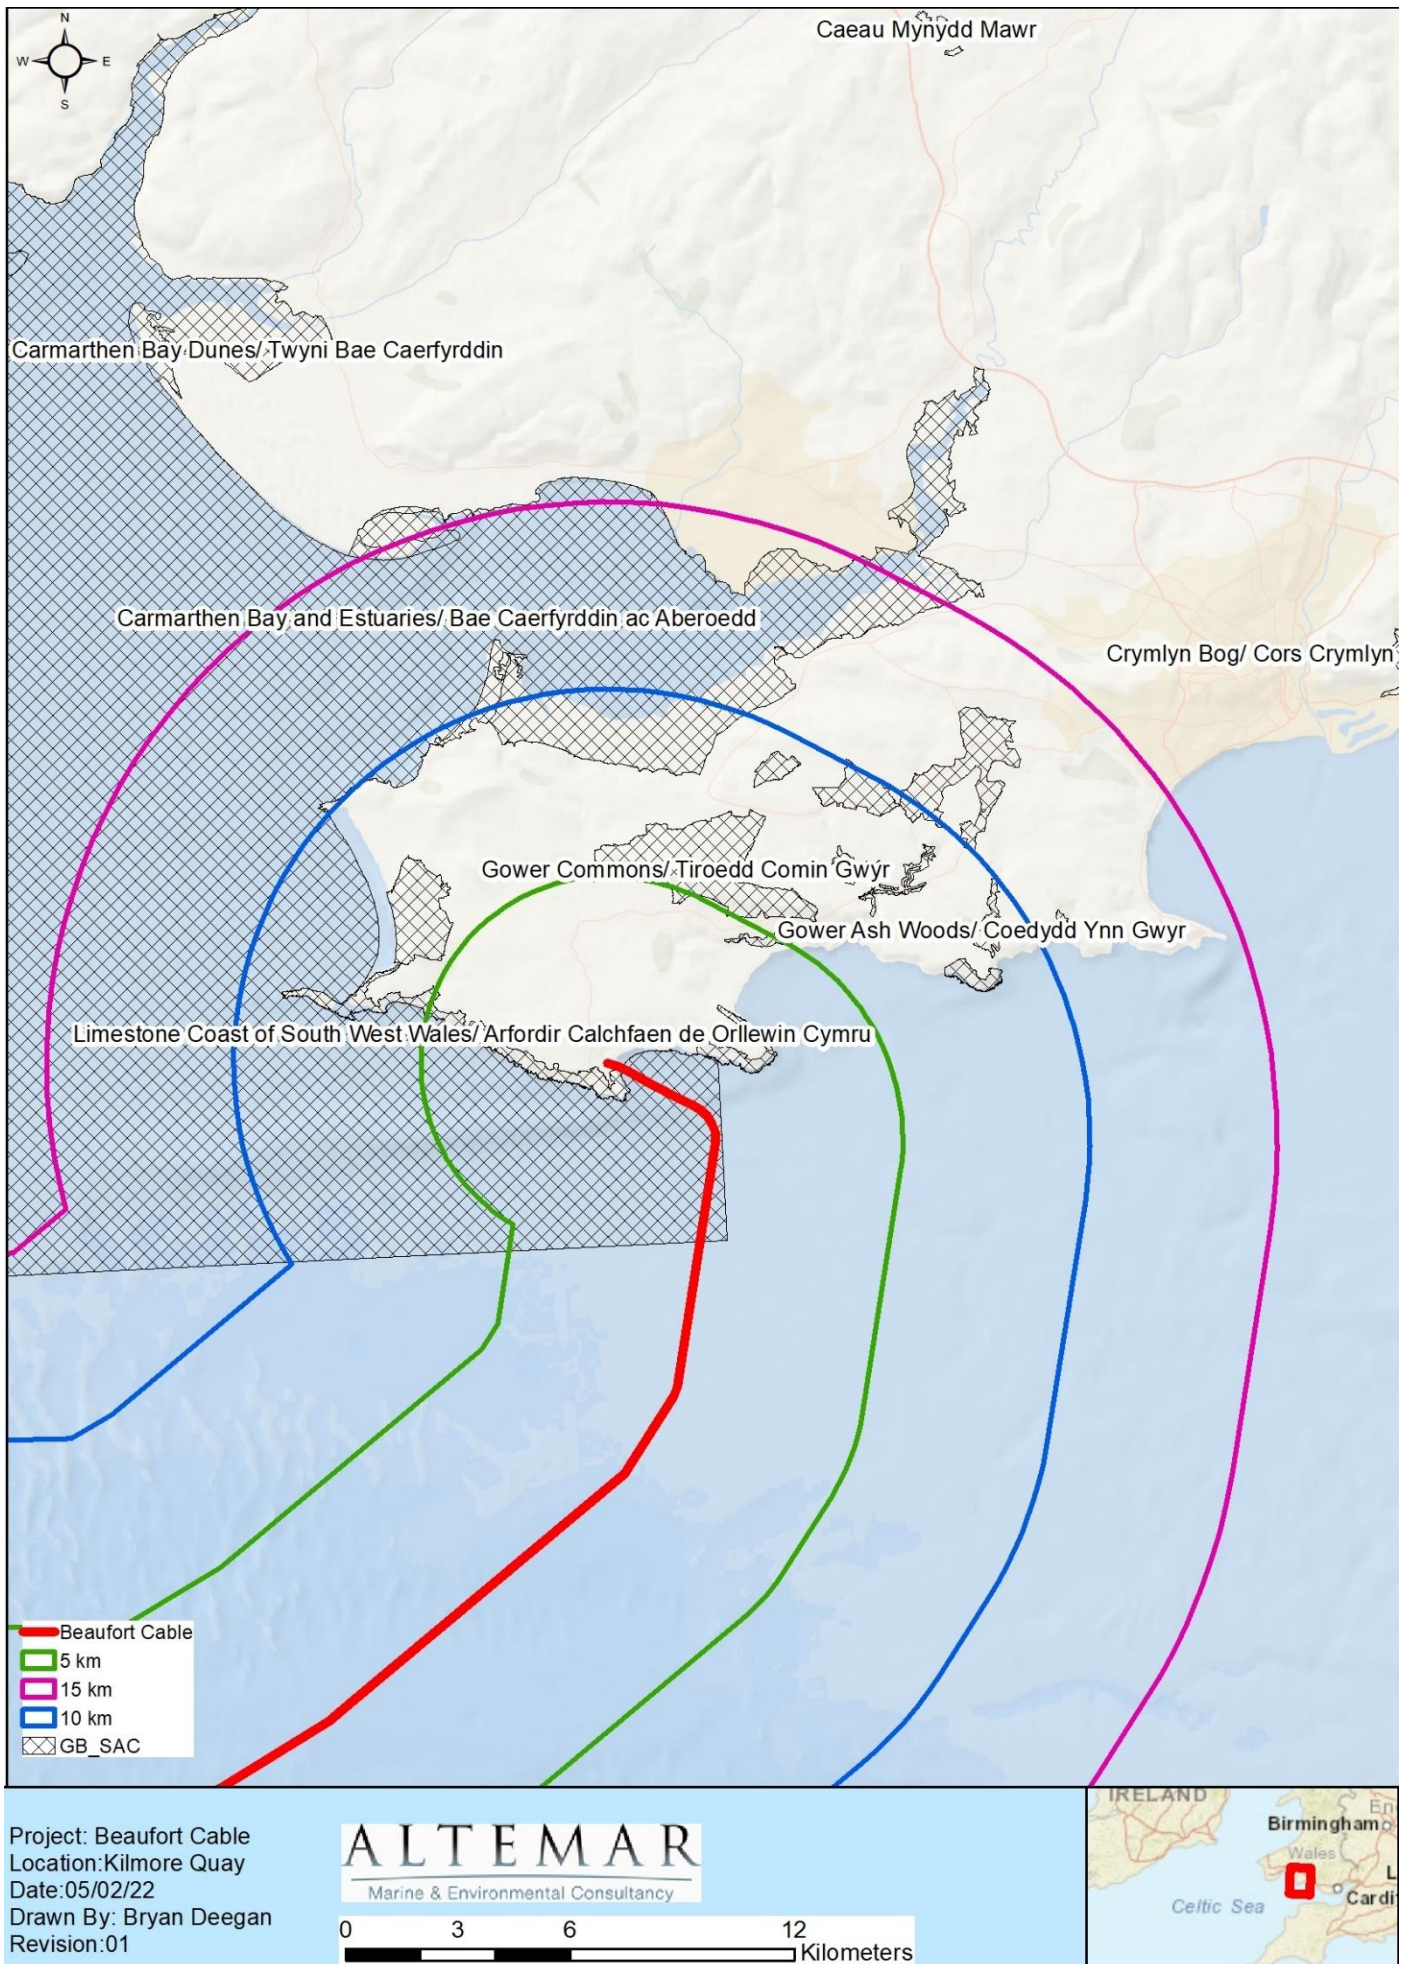 N
W E
S
Caeau Mynydd Mawr
Carmarthen Bay Dunes/ Twyni Bae Caerfyrddin
Carmarthen Bay and Estuaries/ Bae Caerfyrddin ac Aberoedd
Crymlyn Bog/ Cors Crymlyn
Gower Commons/ Tiroedd Comin Gwyr
Gower Ash Woods/ Coedydd Ynn Gwyr
Limestone Coast of South West Wales/ Arfordir Calchfaen de Orllewin Cymru
Beaufort Cable
5 km
15 km
10 km
GB_SAC
Project: Beaufort Cable
Location:Kilmore Quay
Date:05/02/22
Drawn By: Bryan Deegan
Revision:01
ALTEMAR
Marine & Environmental Consultancy
0 3 6 12
Kilometers
IRELAND
En
Birmingham
Wales
L
Cardi
Celtic Sea